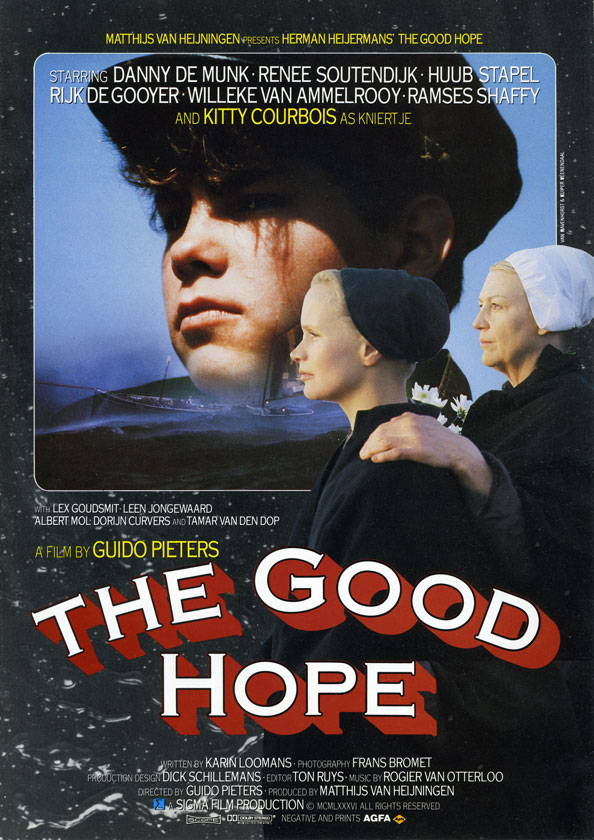 MATTHIJS VAN HEIJNINGEN PRESENTS HERMAN HEIJERMANS' THE GOOD HOPE
STARRING DANNY DE MUNK · RENEE SOUTENDIJK · HUUB STAPEL
RIJK DE GOOYER · WILLEKE VAN AMMELROOY · RAMSES SHAFFY
AND KITTY COURBOIS AS KNIERTJE
WITH LEX GOUDSMIT · LEEN JONGEWAARD
ALBERT MOL · DORIJN CURVERS AND TAMAR VAN DEN DOP
A FILM BY GUIDO PIETERS
THE GOOD
HOPE
WRITTEN BY KARIN LOOMANS · PHOTOGRAPHY FRANS BROMET
PRODUCTION DESIGN DICK SCHILLEMANS · EDITOR TON RUYS · MUSIC BY ROGIER VAN OTTERLOO
DIRECTED BY GUIDO PIETERS · PRODUCED BY MATTHIJS VAN HEIJNINGEN
Σ A SIGMA FILM PRODUCTION © MCMLXXXVI ALL RIGHTS RESERVED
DOLBY STEREO NEGATIVE AND PRINTS AGFA